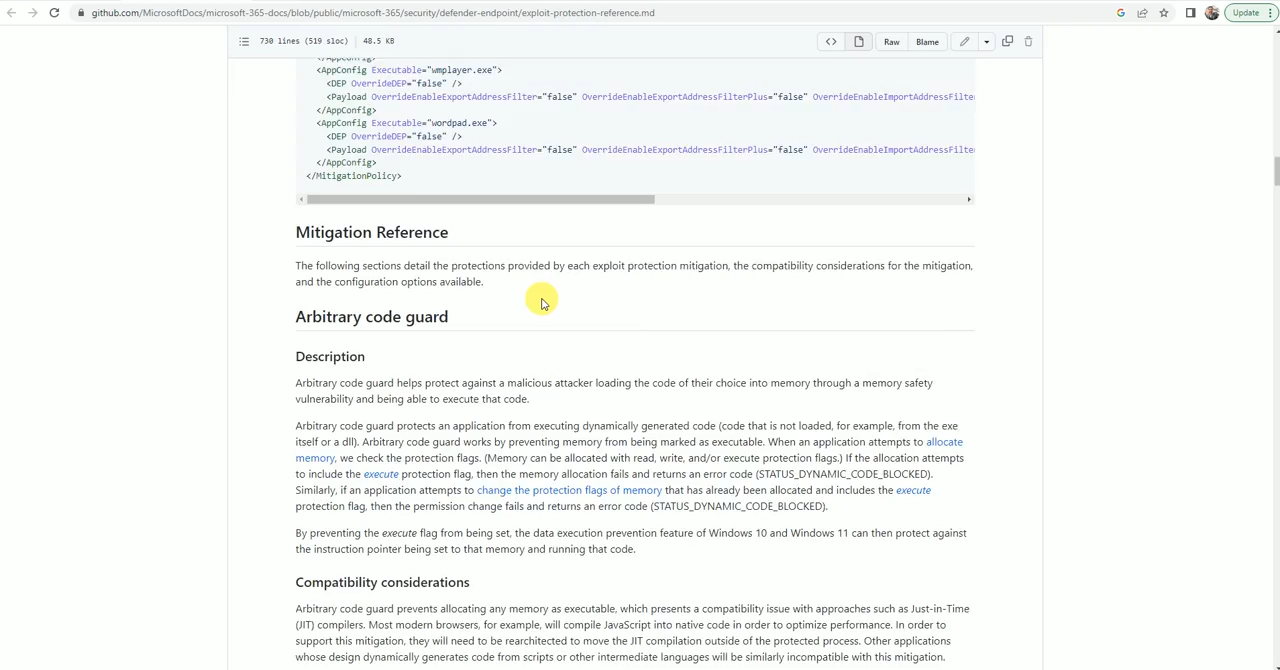 github.com/MicrosoftDocs/microsoft-365-docs/blob/public/microsoft-365/security/defender-endpoint/exploit-protection-reference.md
Update
730 lines (519 sloc) 48.5 KB
Raw Blame
</AppConfig>
<AppConfig Executable="wmplayer.exe">
<DEP OverrideDEP="false" />
<Payload OverrideEnableExportAddressFilter="false" OverrideEnableExportAddressFilterPlus="false" OverrideEnableImportAddressFilter
</AppConfig>
<AppConfig Executable="wordpad.exe">
<DEP OverrideDEP="false" />
<Payload OverrideEnableExportAddressFilter="false" OverrideEnableExportAddressFilterPlus="false" OverrideEnableImportAddressFilter
</AppConfig>
</MitigationPolicy>
Mitigation Reference
The following sections detail the protections provided by each exploit protection mitigation, the compatibility considerations for the mitigation,
and the configuration options available.
Arbitrary code guard
Description
Arbitrary code guard helps protect against a malicious attacker loading the code of their choice into memory through a memory safety
vulnerability and being able to execute that code.
Arbitrary code guard protects an application from executing dynamically generated code (code that is not loaded, for example, from the exe
itself or a dll). Arbitrary code guard works by preventing memory from being marked as executable. When an application attempts to allocate
memory, we check the protection flags. (Memory can be allocated with read, write, and/or execute protection flags.) If the allocation attempts
to include the execute protection flag, then the memory allocation fails and returns an error code (STATUS_DYNAMIC_CODE_BLOCKED).
Similarly, if an application attempts to change the protection flags of memory that has already been allocated and includes the execute
protection flag, then the permission change fails and returns an error code (STATUS_DYNAMIC_CODE_BLOCKED).
By preventing the execute flag from being set, the data execution prevention feature of Windows 10 and Windows 11 can then protect against
the instruction pointer being set to that memory and running that code.
Compatibility considerations
Arbitrary code guard prevents allocating any memory as executable, which presents a compatibility issue with approaches such as Just-in-Time
(JIT) compilers. Most modern browsers, for example, will compile JavaScript into native code in order to optimize performance. In order to
support this mitigation, they will need to be rearchitected to move the JIT compilation outside of the protected process. Other applications
whose design dynamically generates code from scripts or other intermediate languages will be similarly incompatible with this mitigation.